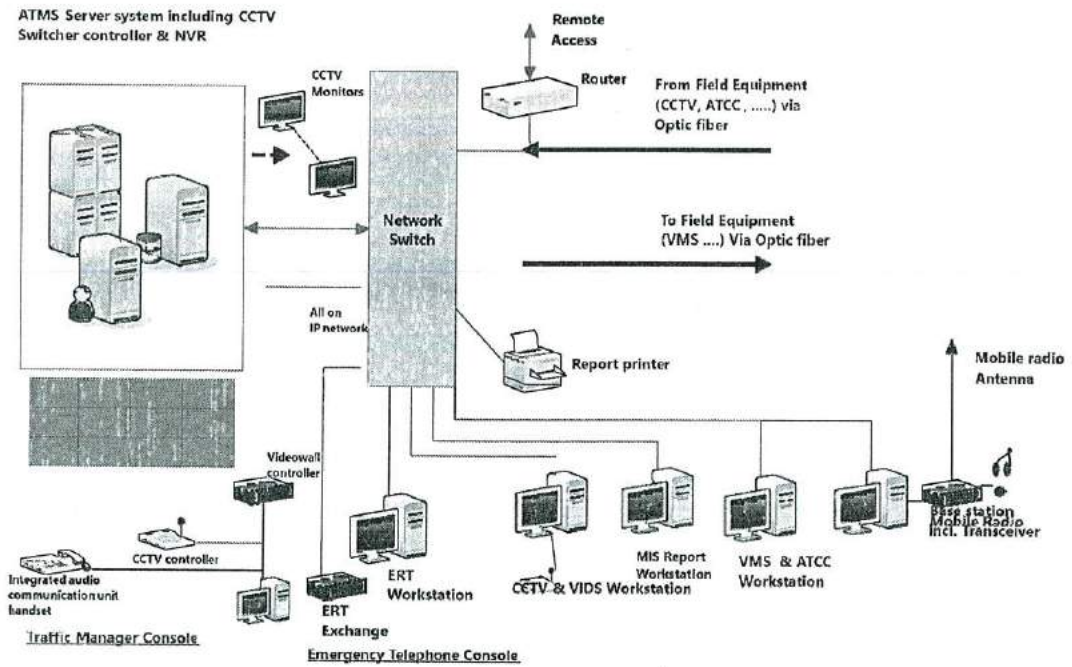 ATMS Server system including CCTV
Switcher controller & NVR
Remote
Access
CCTV
Monitors
Router
From Field Equipment
(CCTV, ATCC, .....) via
Optic fiber
Network
Switch
To Field Equipment
(VMS ....) Via Optic fiber
All on
IP network
Report printer
Mobile radio
Antenna
Videowall
controller
CCTV controller
Integrated audio
communication unit
handset
Traffic Manager Console
ERT
Workstation
ERT
Exchange
Emergency Telephone Console
CCTV & VIDS Workstation
MIS Report
Workstation
VMS & ATCC
Workstation
Base station
Mobile Radio
Incl. Transceiver